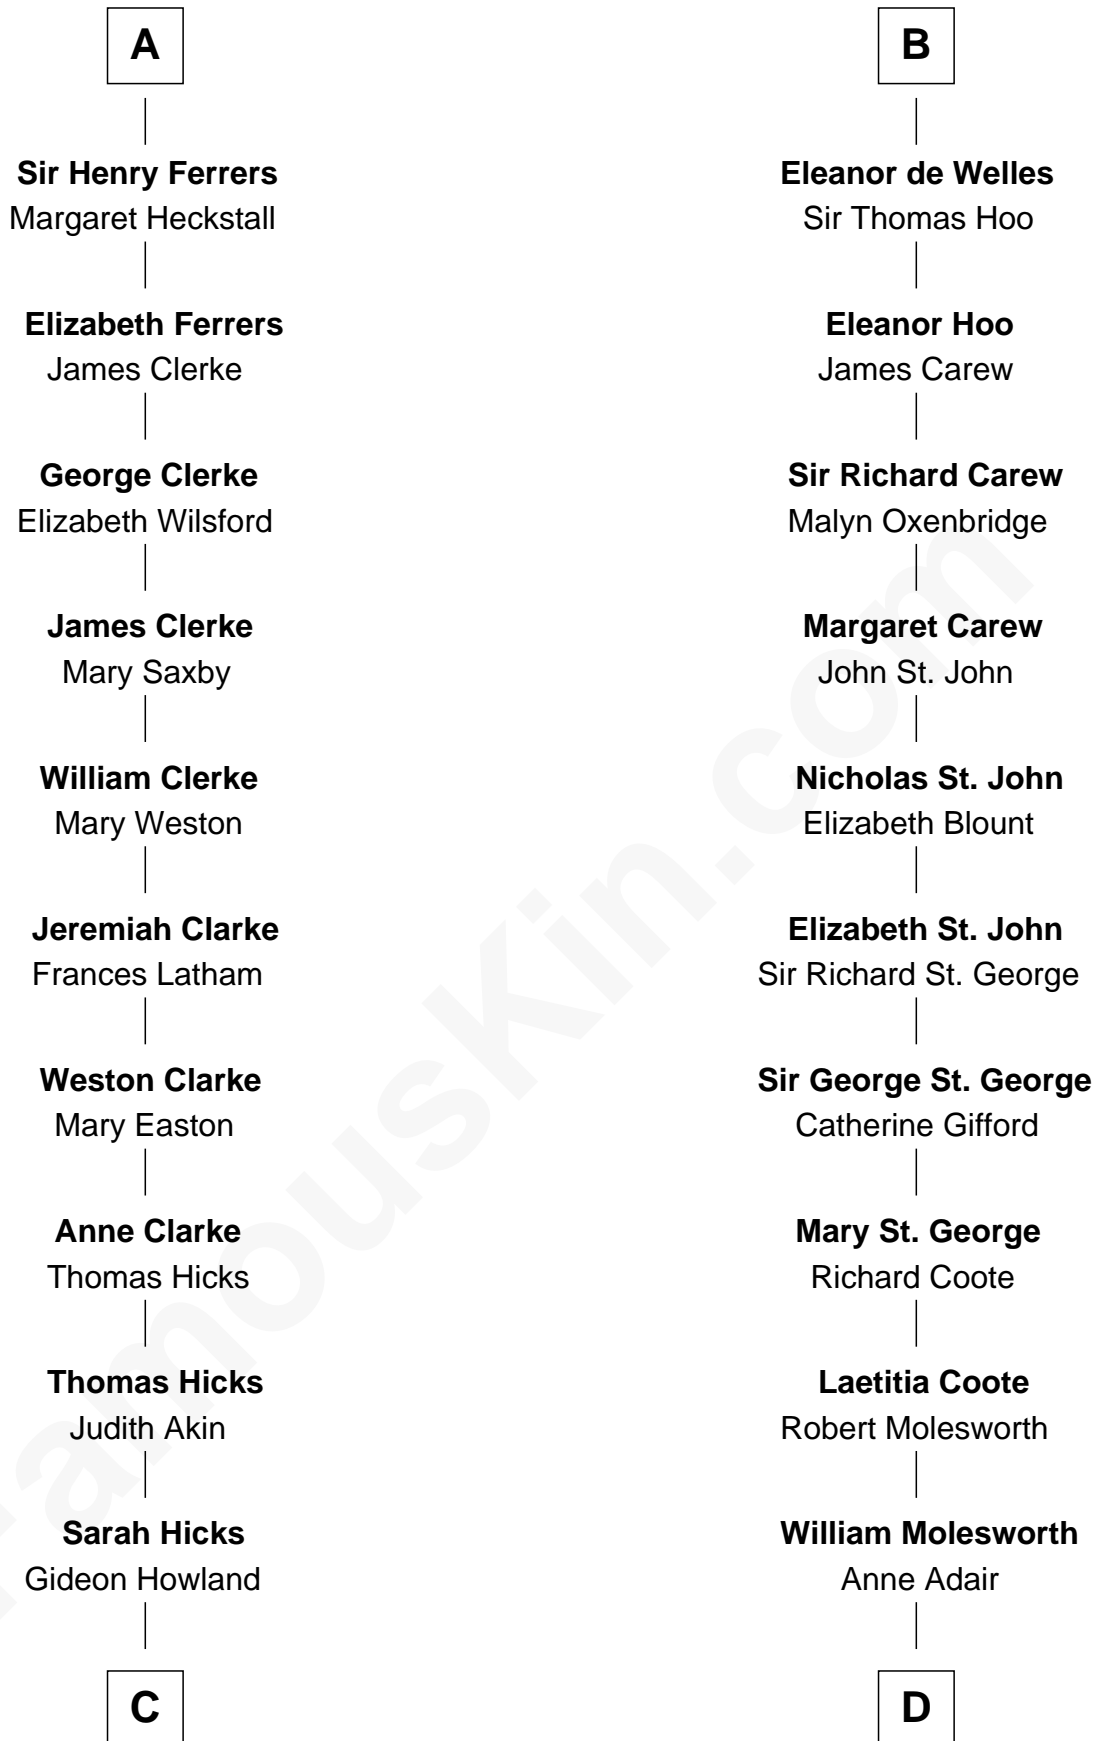 A
Sir Henry Ferrers
Margaret Heckstall
Elizabeth Ferrers
James Clerke
George Clerke
Elizabeth Wilsford
James Clerke
Mary Saxby
William Clerke
Mary Weston
Jeremiah Clarke
Frances Latham
Weston Clarke
Mary Easton
Anne Clarke
Thomas Hicks
Thomas Hicks
Judith Akin
Sarah Hicks
Gideon Howland
C
B
Eleanor de Welles
Sir Thomas Hoo
Eleanor Hoo
James Carew
Sir Richard Carew
Malyn Oxenbridge
Margaret Carew
John St. John
Nicholas St. John
Elizabeth Blount
Elizabeth St. John
Sir Richard St. George
Sir George St. George
Catherine Gifford
Mary St. George
Richard Coote
Laetitia Coote
Robert Molesworth
William Molesworth
Anne Adair
D
FamousKin.com